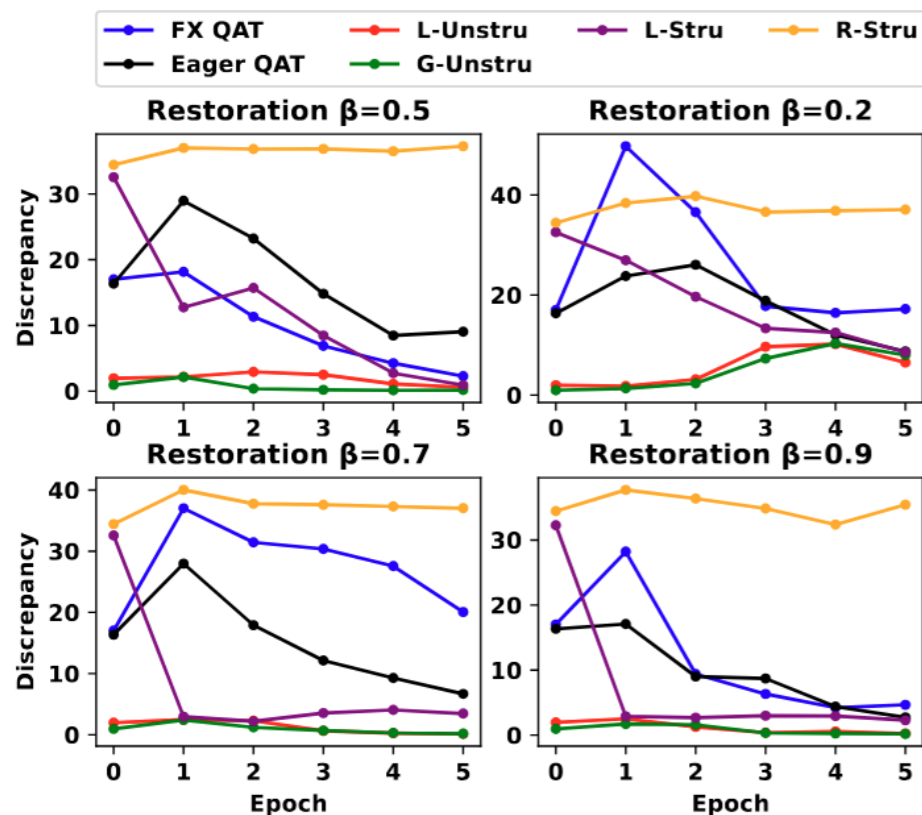 FX QAT L-Unstru L-Stru R-Stru
Eager QAT G-Unstru
Restoration β=0.5 Restoration β=0.2
Discrepancy
30
20
10
0
0 1 2 3 4 5
40
20
0
0 1 2 3 4 5
Restoration β=0.7 Restoration β=0.9
Discrepancy
40
30
20
10
0
0 1 2 3 4 5
Epoch
30
20
10
0
0 1 2 3 4 5
Epoch